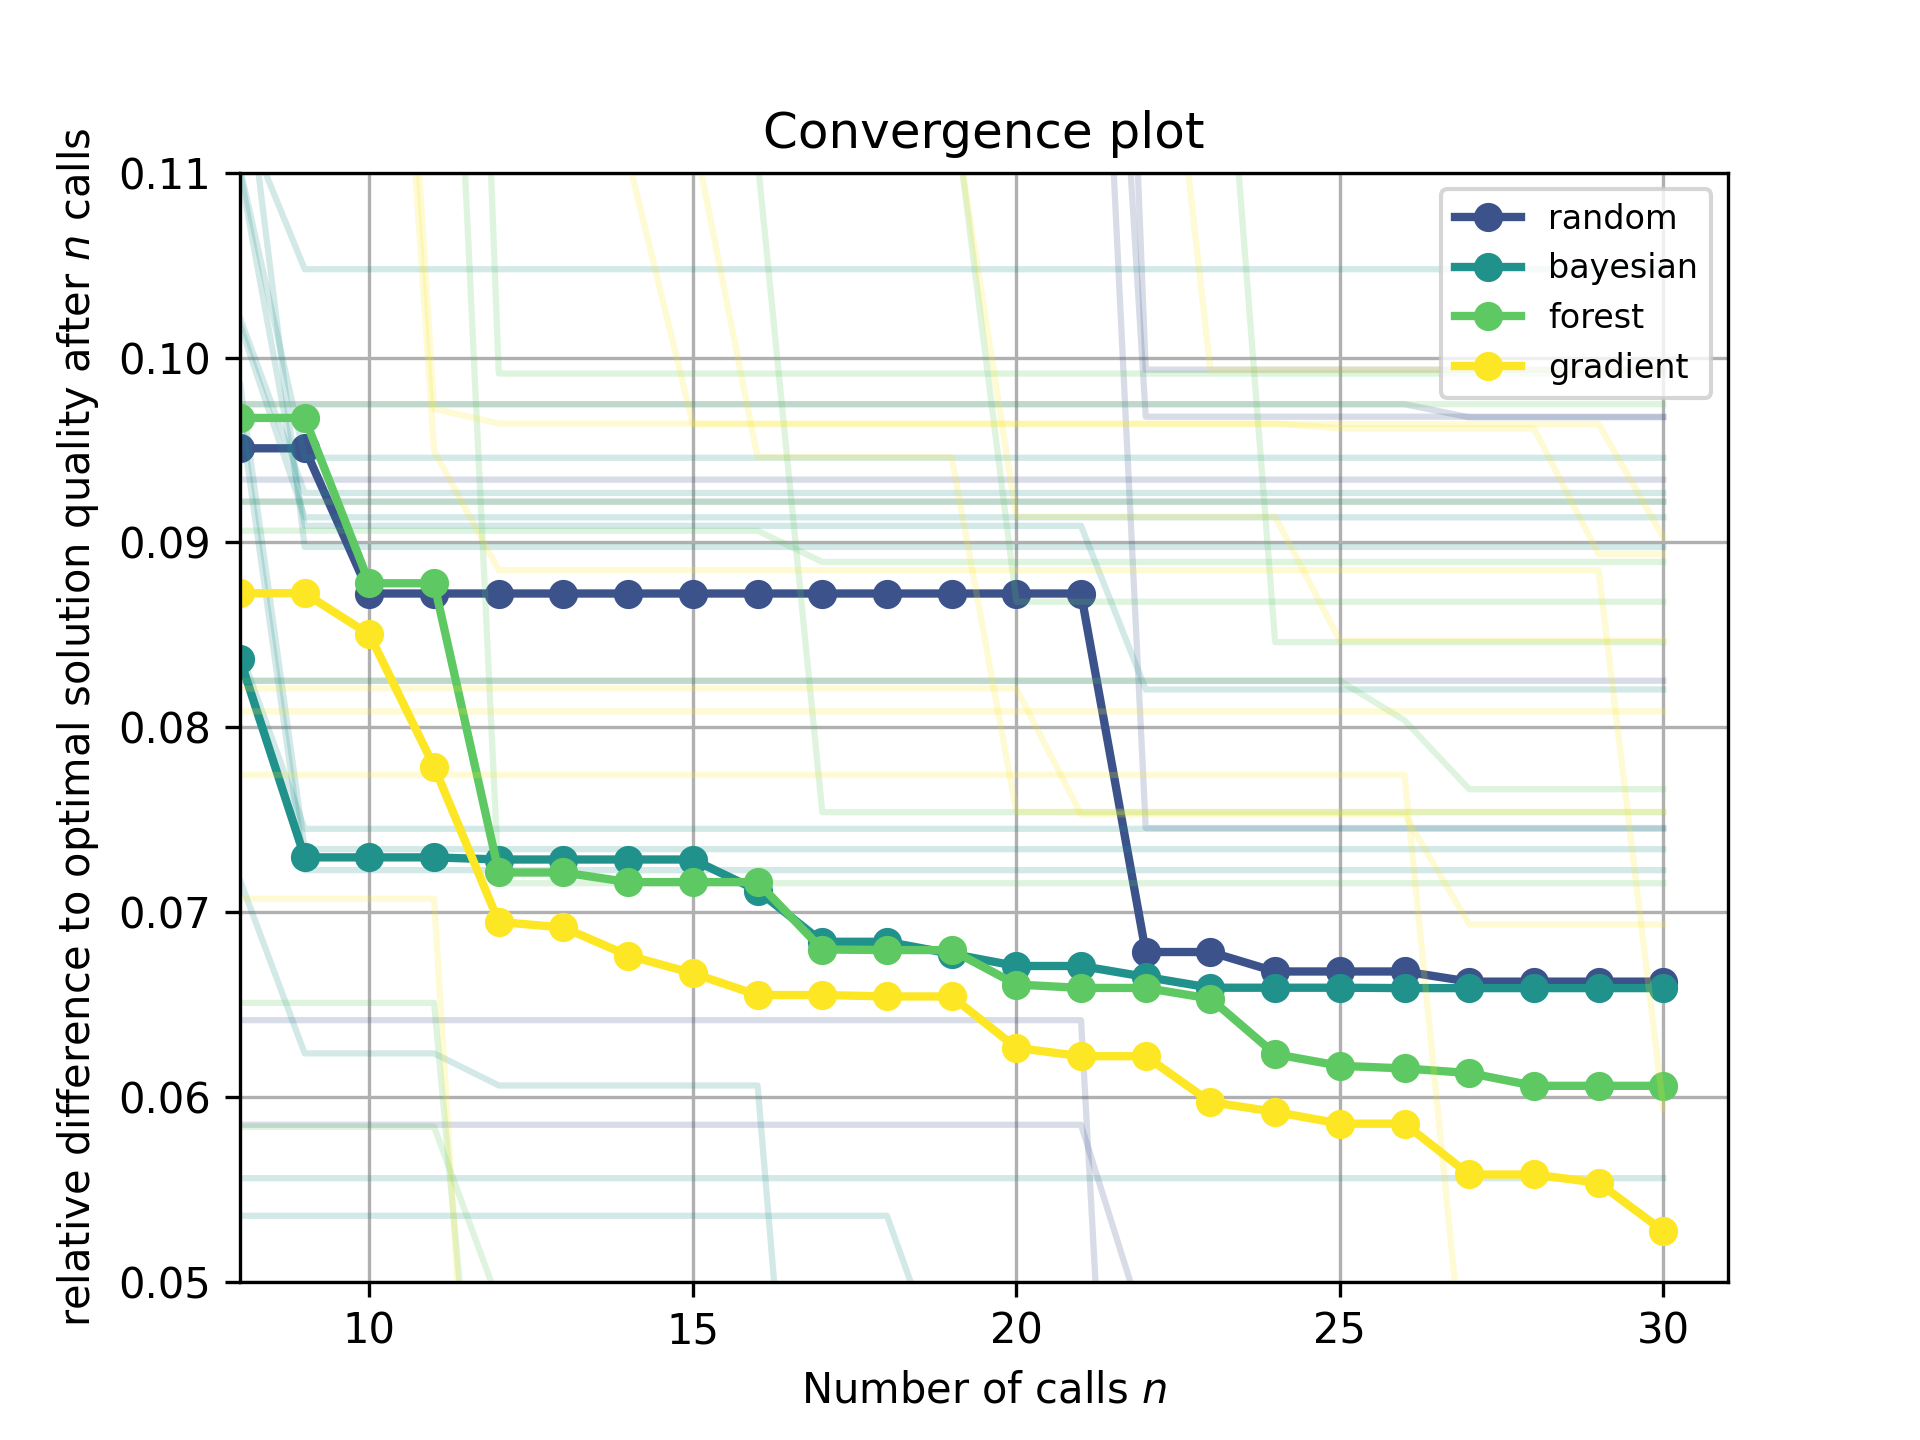 Convergence plot
relative difference to optimal solution quality after n calls
0.11
0.10
0.09
0.08
0.07
0.06
0.05
random
bayesian
forest
gradient
10
15
20
25
30
Number of calls n